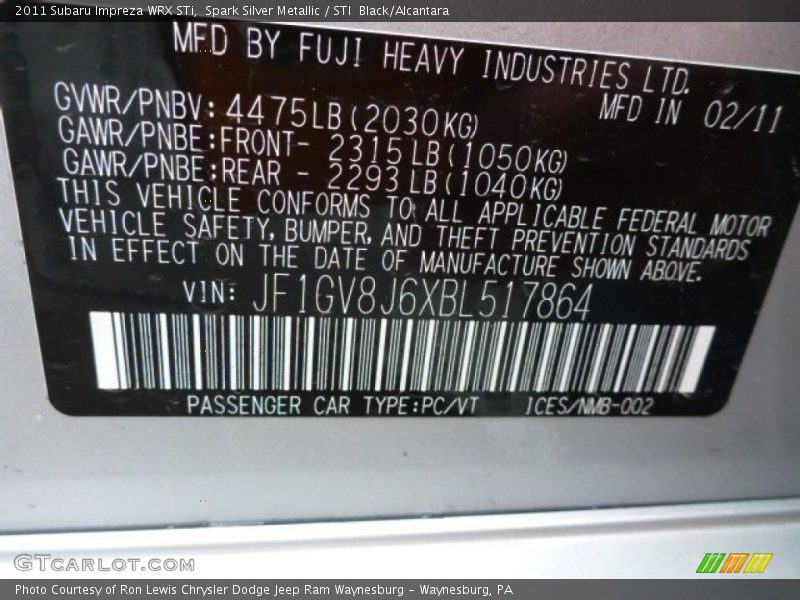 2011 Subaru Impreza WRX STi, Spark Silver Metallic / STI Black/Alcantara
MFD BY FUJI HEAVY INDUSTRIES LTD.
MFD IN 02/11
GVWR/PNBV: 4475LB(2030KG)
GAWR/PNBE:FRONT- 2315LB(1050KG)
GAWR/PNBE:REAR - 2293LB(1040KG)
THIS VEHICLE CONFORMS TO ALL APPLICABLE FEDERAL MOTOR
VEHICLE SAFETY, BUMPER, AND THEFT PREVENTION STANDARDS
IN EFFECT ON THE DATE OF MANUFACTURE SHOWN ABOVE.
VIN: JF1GV8J6XBL517864
PASSENGER CAR TYPE:PC/VT ICES/NMB-002
GTCARLOT.COM
Photo Courtesy of Ron Lewis Chrysler Dodge Jeep Ram Waynesburg - Waynesburg, PA